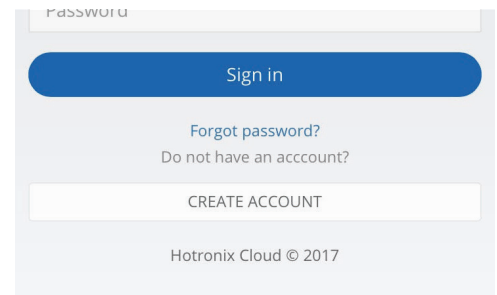 Password
Sign in
Forgot password?
Do not have an acccount?
CREATE ACCOUNT
Hotronix Cloud © 2017